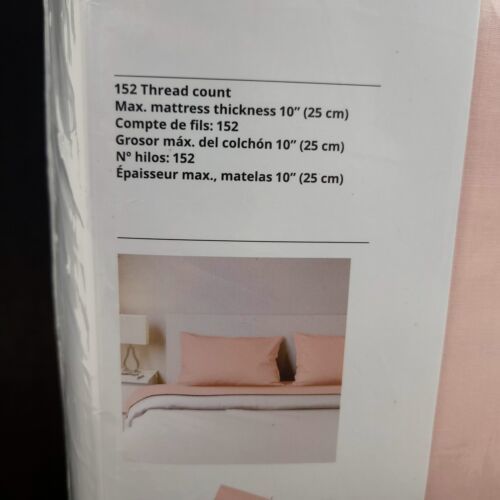 152 Thread count
Max. mattress thickness 10” (25 cm)
Compte de fils: 152
Grosor máx. del colchón 10” (25 cm)
N° hilos: 152
Épaisseur max., matelas 10” (25 cm)